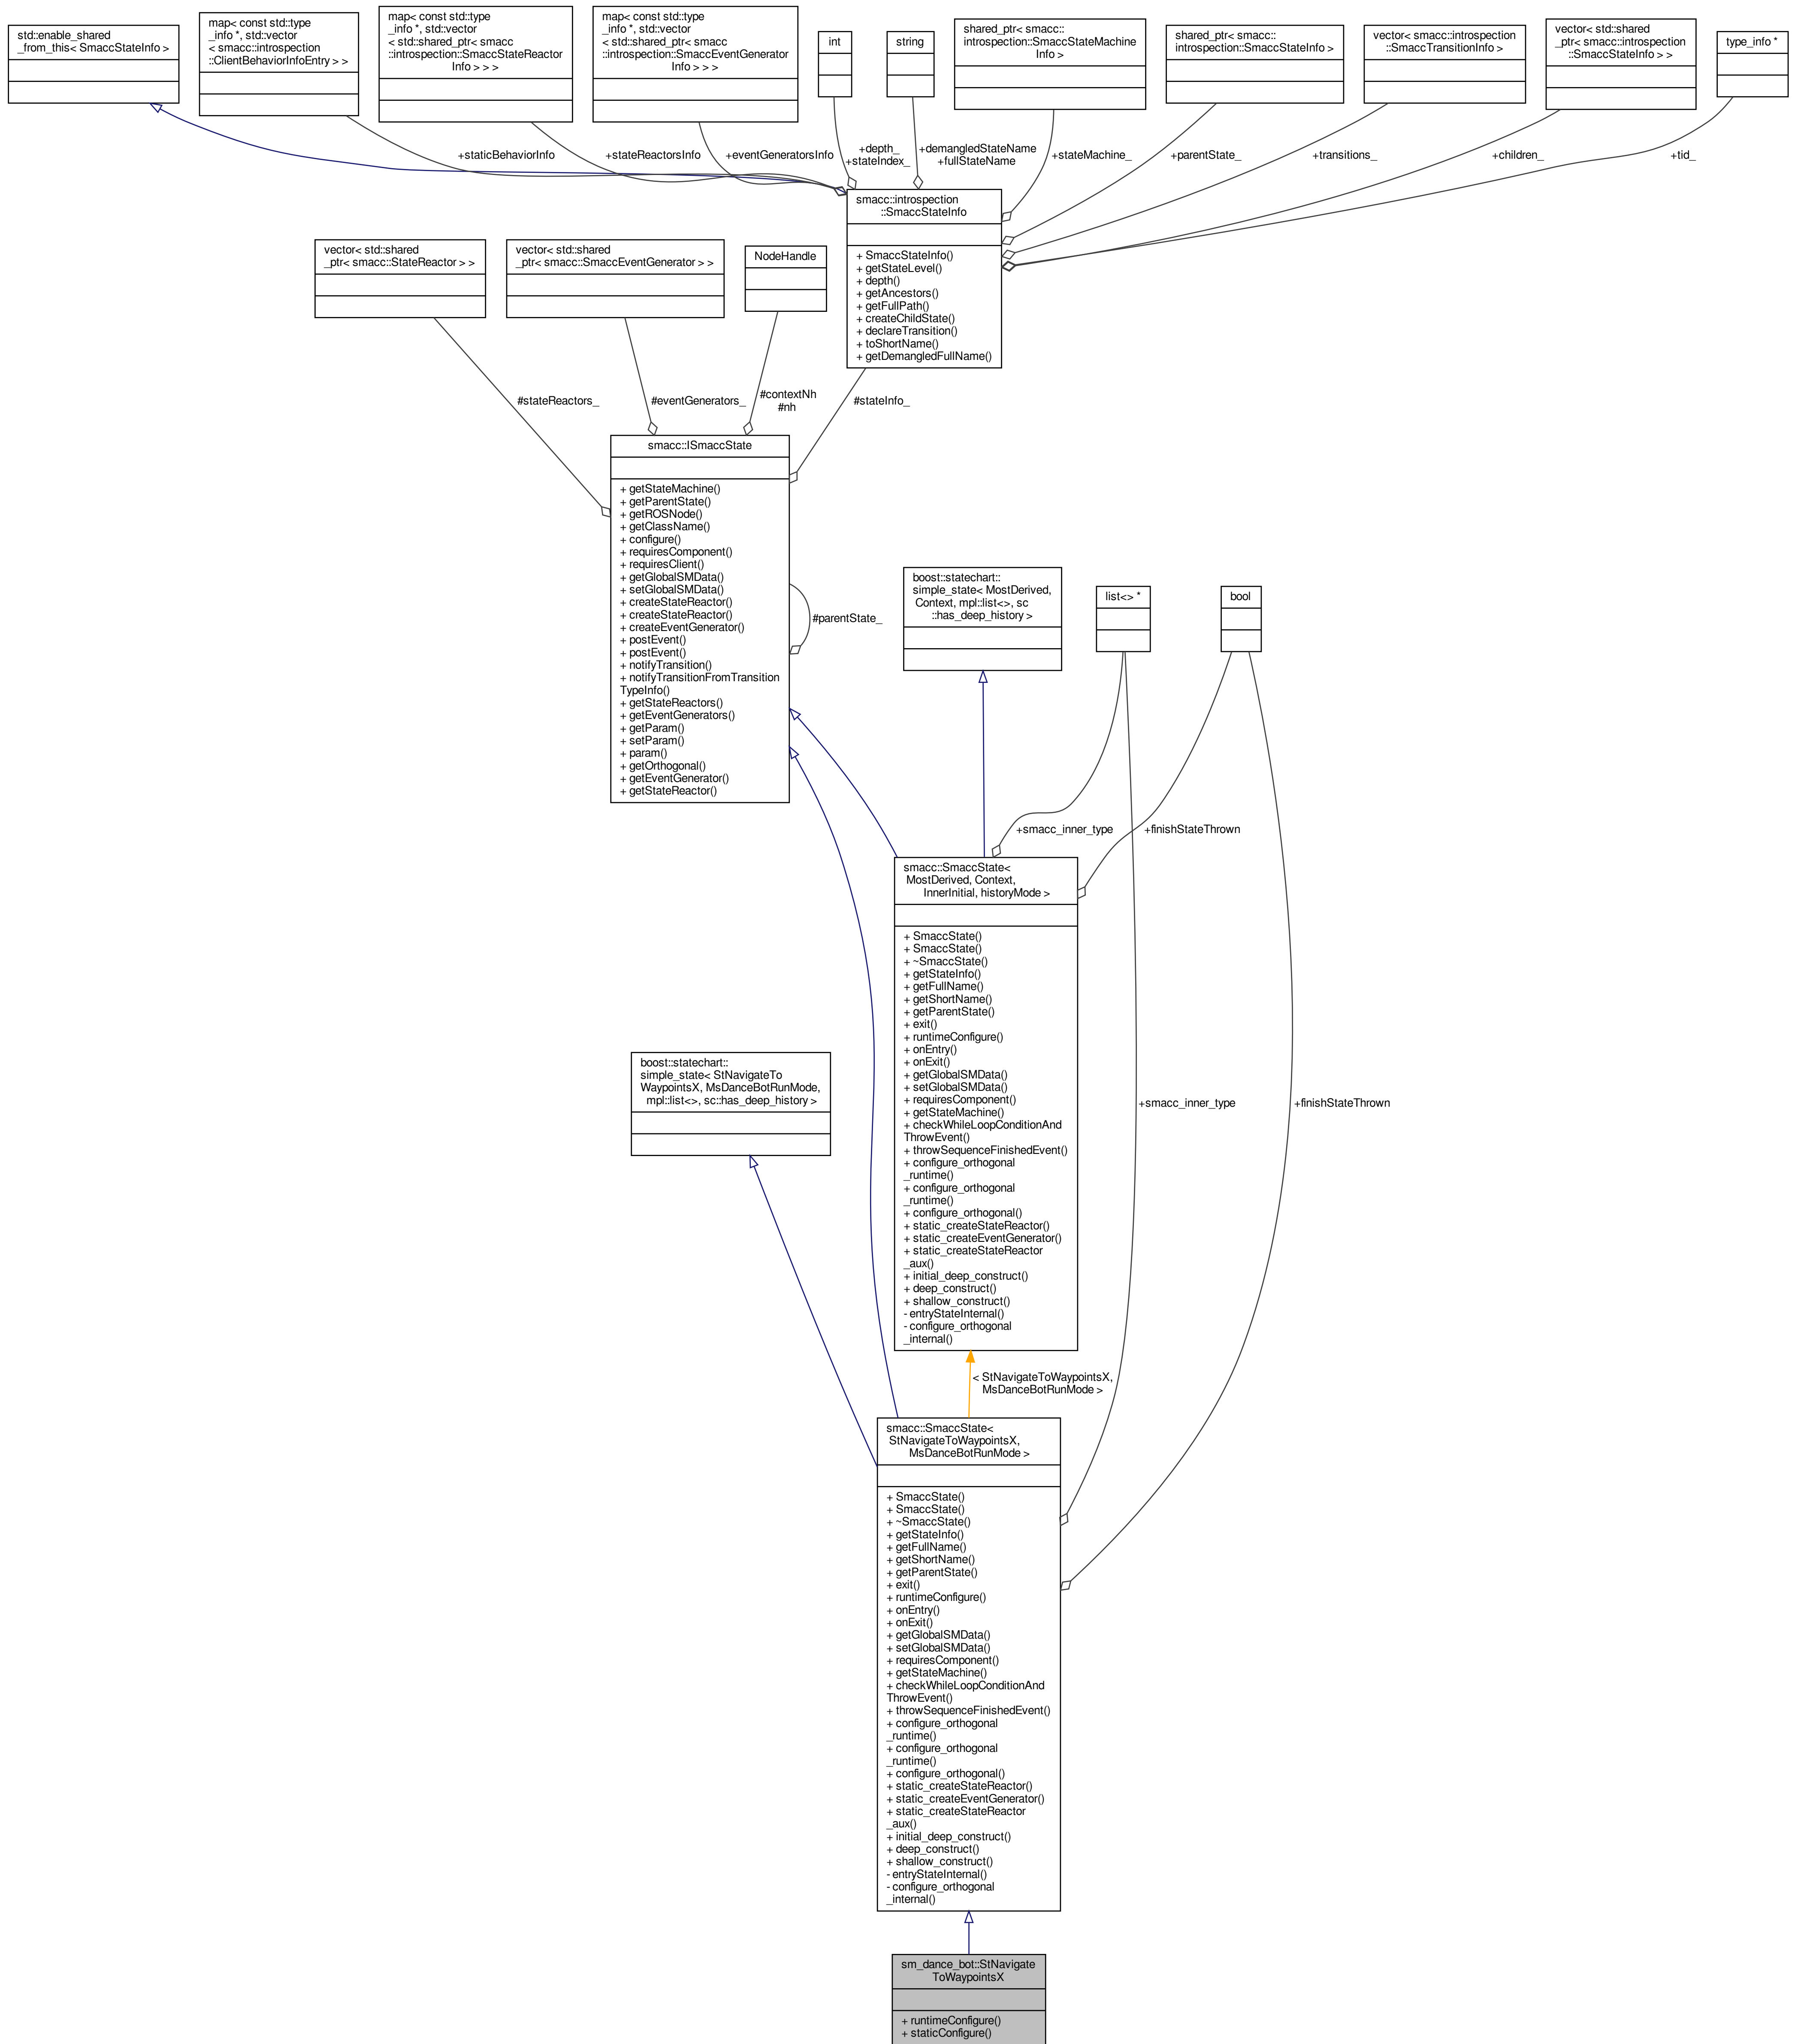 std::enable_shared
_from_this< SmaccStateInfo >
map< const std::type
_info *, std::vector
< smacc::introspection
::ClientBehaviorInfoEntry > >
map< const std::type
_info *, std::vector
< std::shared_ptr< smacc
::introspection::SmaccStateReactor
Info > > >
map< const std::type
_info *, std::vector
< std::shared_ptr< smacc
::introspection::SmaccEventGenerator
Info > > >
int
string
shared_ptr< smacc::
introspection::SmaccStateMachine
Info >
shared_ptr< smacc::
introspection::SmaccStateInfo >
vector< smacc::introspection
::SmaccTransitionInfo >
vector< std::shared
_ptr< smacc::introspection
::SmaccStateInfo > >
type_info *
+staticBehaviorInfo
+stateReactorsInfo
+eventGeneratorsInfo
+depth_
+stateIndex_
+demangledStateName
+fullStateName
+stateMachine_
+parentState_
+transitions_
+children_
+tid_
smacc::introspection
::SmaccStateInfo
+ SmaccStateInfo()
+ getStateLevel()
+ depth()
+ getAncestors()
+ getFullPath()
+ createChildState()
+ declareTransition()
+ toShortName()
+ getDemangledFullName()
vector< std::shared
_ptr< smacc::StateReactor > >
vector< std::shared
_ptr< smacc::SmaccEventGenerator > >
NodeHandle
#stateReactors_
#eventGenerators_
#contextNh
#nh
#stateInfo_
smacc::ISmaccState
+ getStateMachine()
+ getParentState()
+ getROSNode()
+ getClassName()
+ configure()
+ requiresComponent()
+ requiresClient()
+ getGlobalSMData()
+ setGlobalSMData()
+ createStateReactor()
+ createStateReactor()
+ createEventGenerator()
+ postEvent()
+ postEvent()
+ notifyTransition()
+ notifyTransitionFromTransition
TypeInfo()
+ getStateReactors()
+ getEventGenerators()
+ getParam()
+ setParam()
+ param()
+ getOrthogonal()
+ getEventGenerator()
+ getStateReactor()
#parentState_
boost::statechart::
simple_state< MostDerived,
Context, mpl::list<>, sc
::has_deep_history >
list<> *
bool
+smacc_inner_type
+finishStateThrown
smacc::SmaccState<
MostDerived, Context,
InnerInitial, historyMode >
+ SmaccState()
+ SmaccState()
+ ~SmaccState()
+ getStateInfo()
+ getFullName()
+ getShortName()
+ getParentState()
+ exit()
+ runtimeConfigure()
+ onEntry()
+ onExit()
+ getGlobalSMData()
+ setGlobalSMData()
+ requiresComponent()
+ getStateMachine()
+ checkWhileLoopConditionAnd
ThrowEvent()
+ throwSequenceFinishedEvent()
+ configure_orthogonal
_runtime()
+ configure_orthogonal
_runtime()
+ configure_orthogonal()
+ static_createStateReactor()
+ static_createEventGenerator()
+ static_createStateReactor
_aux()
+ initial_deep_construct()
+ deep_construct()
+ shallow_construct()
- entryStateInternal()
- configure_orthogonal
_internal()
boost::statechart::
simple_state< StNavigateTo
WaypointsX, MsDanceBotRunMode,
mpl::list<>, sc::has_deep_history >
+smacc_inner_type
+finishStateThrown
< StNavigateToWaypointsX,
MsDanceBotRunMode >
smacc::SmaccState<
StNavigateToWaypointsX,
MsDanceBotRunMode >
+ SmaccState()
+ SmaccState()
+ ~SmaccState()
+ getStateInfo()
+ getFullName()
+ getShortName()
+ getParentState()
+ exit()
+ runtimeConfigure()
+ onEntry()
+ onExit()
+ getGlobalSMData()
+ setGlobalSMData()
+ requiresComponent()
+ getStateMachine()
+ checkWhileLoopConditionAnd
ThrowEvent()
+ throwSequenceFinishedEvent()
+ configure_orthogonal
_runtime()
+ configure_orthogonal
_runtime()
+ configure_orthogonal()
+ static_createStateReactor()
+ static_createEventGenerator()
+ static_createStateReactor
_aux()
+ initial_deep_construct()
+ deep_construct()
+ shallow_construct()
- entryStateInternal()
- configure_orthogonal
_internal()
sm_dance_bot::StNavigate
ToWaypointsX
+ runtimeConfigure()
+ staticConfigure()